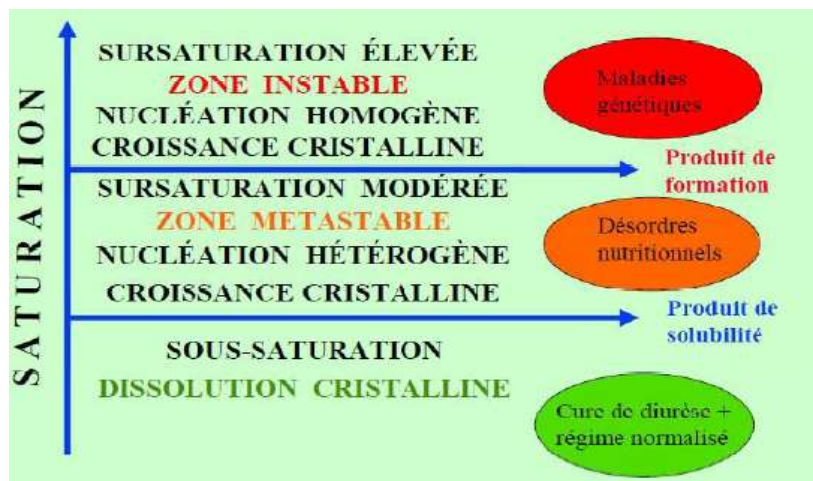 SATURATION
SURSATURATION ÉLEVÉE
ZONE INSTABLE
NUCLÉATION HOMOGÈNE
CROISSANCE CRISTALLINE
Maladies
génétiques
Produit de
formation
SURSATURATION MODÉRÉE
ZONE METASTABLE
NUCLÉATION HÉTÉROGÈNE
CROISSANCE CRISTALLINE
Désordres
nutritionnels
Produit de
solubilité
SOUS-SATURATION
DISSOLUTION CRISTALLINE
Cure de diurèse +
régime normalisé